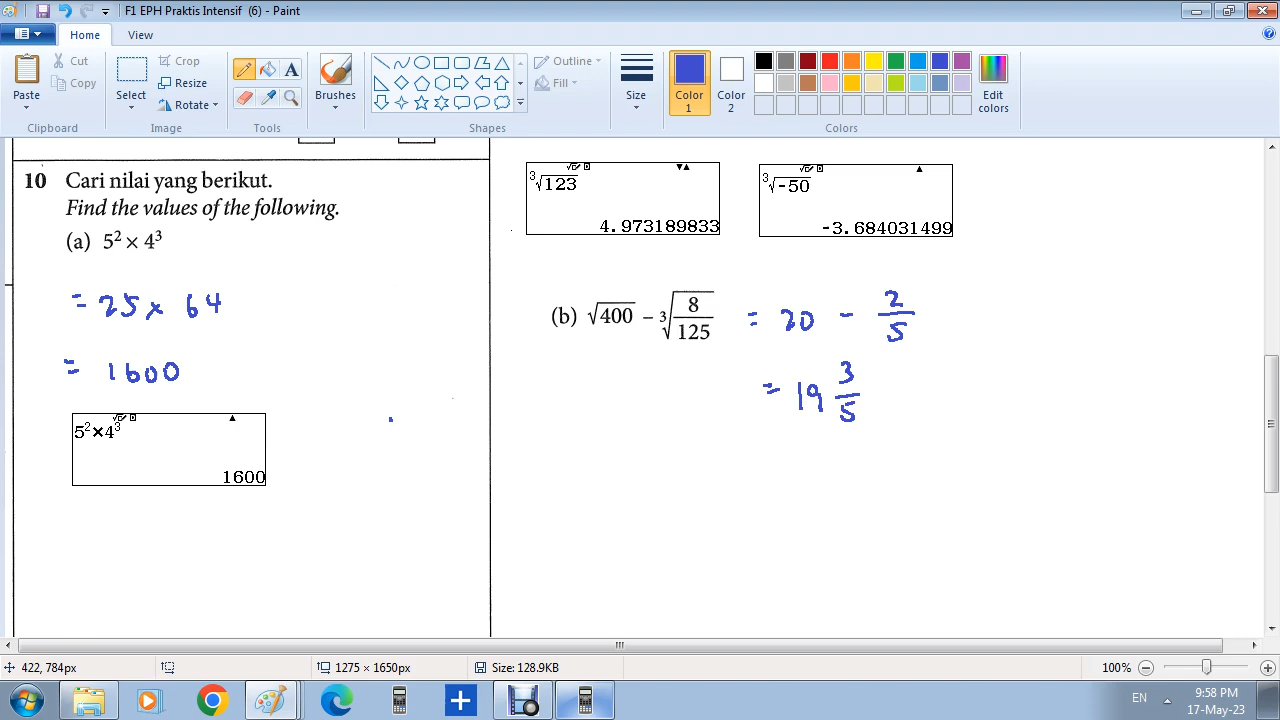 F1 EPH Praktis Intensif (6) - Paint
Home View
Paste
Cut
Copy
Clipboard
Select
Crop
Resize
Rotate
Image
A
Tools
Brushes
Shapes
Outline
Fill
Size
Color 1
Color 2
Edit colors
Colors
10 Cari nilai yang berikut.
Find the values of the following.
(a) 5² × 4³
= 25 × 64
= 1600
5²×4³
1600
³√123
4.973189833
³√-50
-3.684031499
(b) √400 − ³√(8/125) = 20 - 2/5
= 19 3/5
422, 784px
1275 × 1650px
Size: 128.9KB
100%
EN
9:58 PM
17-May-23